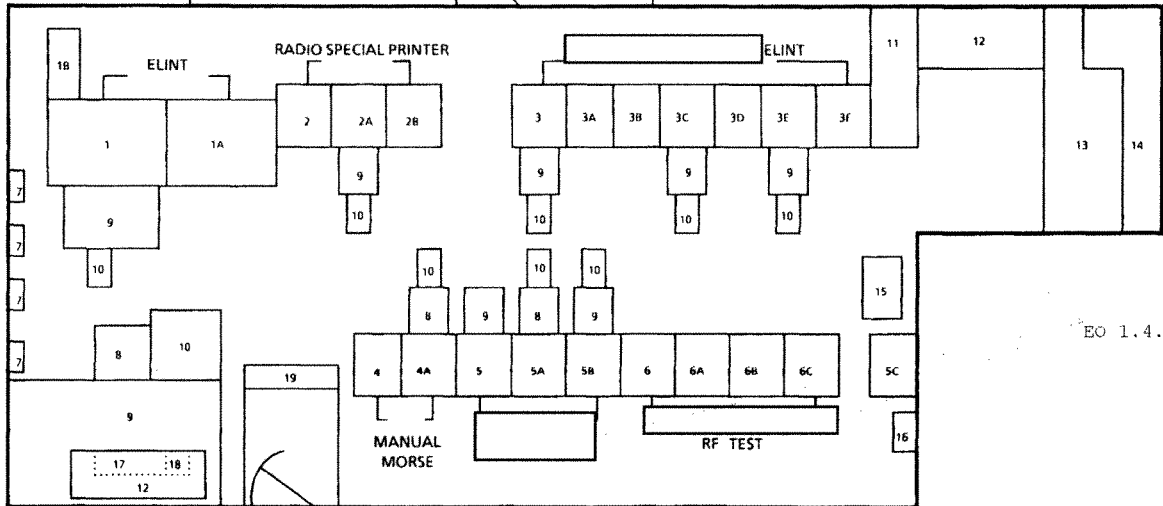 11 12
1B ELINT RADIO SPECIAL PRINTER ELINT
2 2A 2B 3 3A 3B 3C 3D 3E 3F
1 1A 13 14
7 9 9 9 9
9 10 10 10 10
7
10 10 10 10
7 8 9 8 9 15
EO 1.4.
7 8 10
19 4 4A 5 5A 5B 6 6A 6B 6C 5C
9
MANUAL RF TEST 16
MORSE
17 18
12